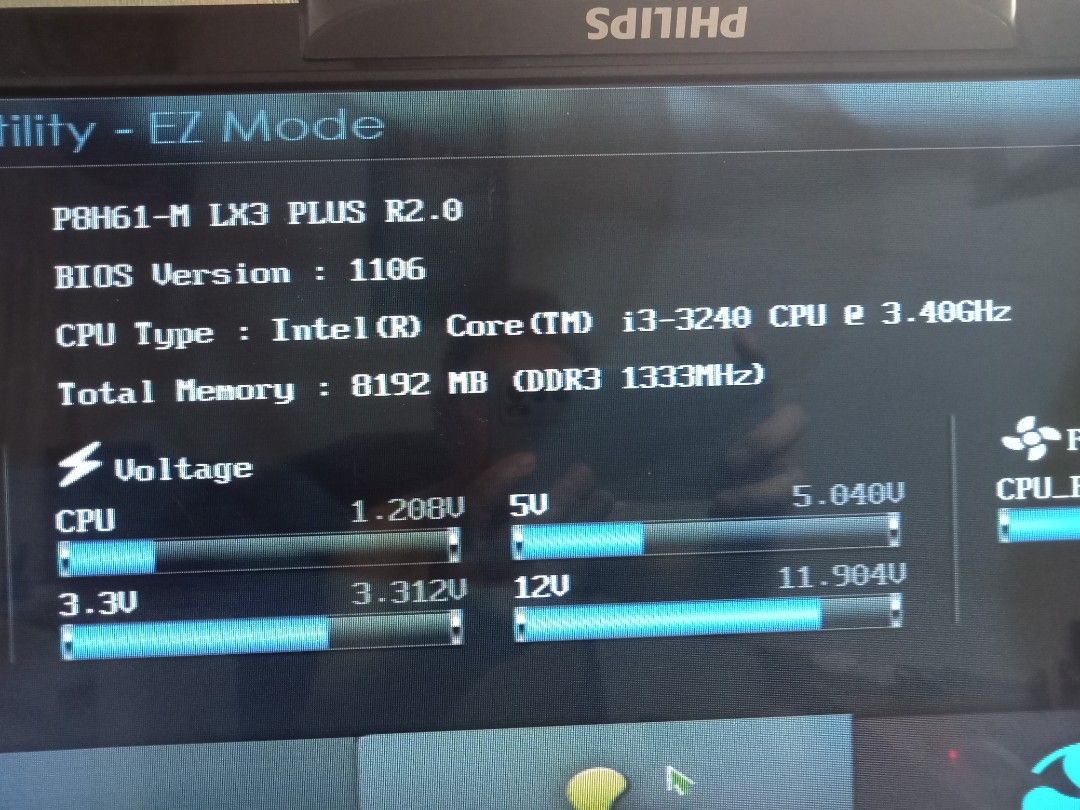 PHILIPS
tility - EZ Mode
P8H61-M LX3 PLUS R2.0
BIOS Version : 1106
CPU Type : Intel(R) Core(TM) i3-3240 CPU @ 3.40GHz
Total Memory : 8192 MB (DDR3 1333MHz)
Voltage
CPU 1.208V 5V 5.040V CPU_F
3.3V 3.312V 12V 11.904V